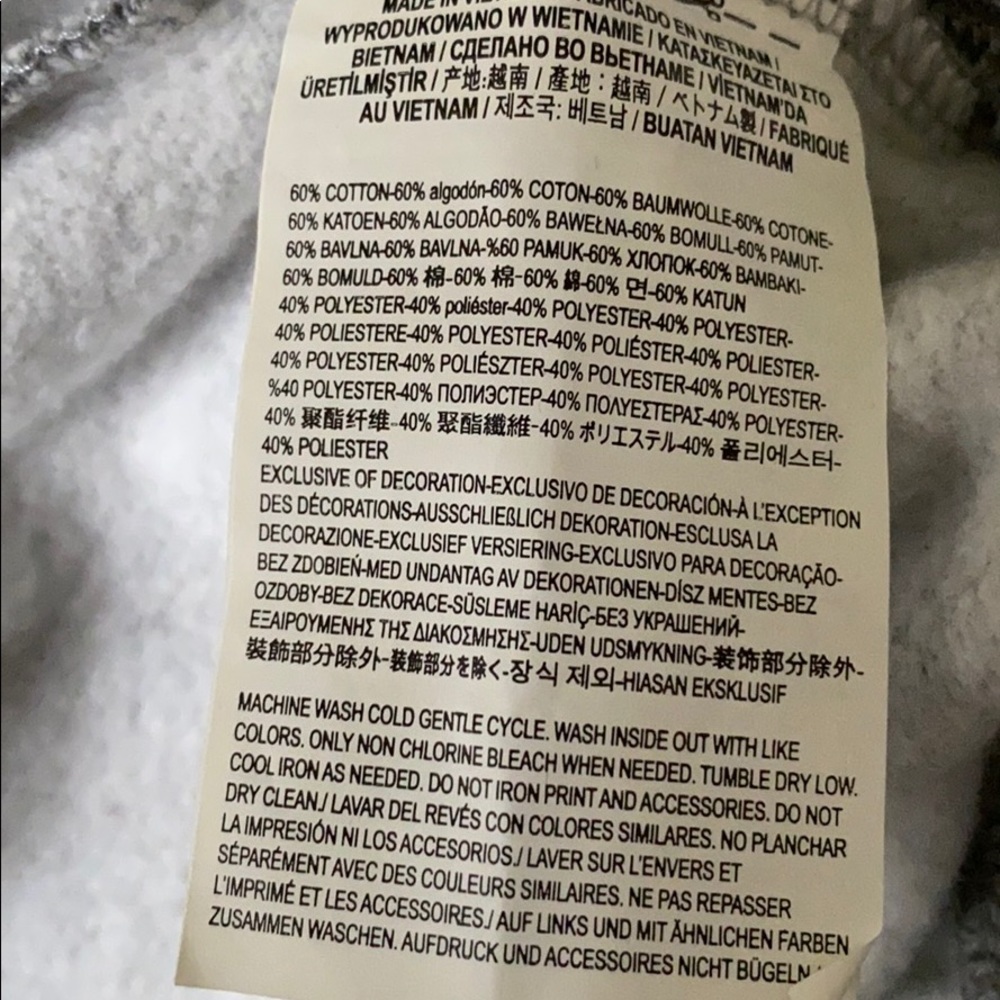 MADE IN VIETNAM / FABRICADO EN VIETNAM /
WYPRODUKOWANO W WIETNAMIE / ΚΑΤΑΣΚΕΥΑΖΕΤΑΙ ΣΤΟ
ΒΙΕΤΝΑΜ / СДЕЛАНО ВО ВЬЕТНАМЕ / VİETNAM'DA
ÜRETİLMİŞTİR / 产地:越南 / 產地：越南 / ベトナム製 / FABRIQUÉ
AU VIETNAM / 제조국: 베트남 / BUATAN VIETNAM
60% COTTON-60% algodón-60% COTON-60% BAUMWOLLE-60% COTONE-
60% KATOEN-60% ALGODÃO-60% BAWEŁNA-60% BOMULL-60% PAMUT-
60% BAVLNA-60% BAVLNA-%60 PAMUK-60% ХЛОПОК-60% BAMBAKI-
60% BOMULD-60% 棉-60% 棉-60% 綿-60% 면-60% KATUN
40% POLYESTER-40% poliéster-40% POLYESTER-40% POLYESTER-
40% POLIESTERE-40% POLYESTER-40% POLIÉSTER-40% POLIESTER-
40% POLYESTER-40% POLIÉSZTER-40% POLYESTER-40% POLYESTER-
%40 POLYESTER-40% ПОЛИЭСТЕР-40% ΠΟΛΥΕΣΤΕΡΑΣ-40% POLYESTER-
40% 聚酯纤维-40% 聚酯纖維-40% ポリエステル-40% 폴리에스터-
40% POLIESTER
EXCLUSIVE OF DECORATION-EXCLUSIVO DE DECORACIÓN-À L'EXCEPTION
DES DÉCORATIONS-AUSSCHLIEßLICH DEKORATION-ESCLUSA LA
DECORAZIONE-EXCLUSIEF VERSIERING-EXCLUSIVO PARA DECORAÇÃO-
BEZ ZDOBIEŃ-MED UNDANTAG AV DEKORATIONEN-DÍSZ MENTES-BEZ
OZDOBY-BEZ DEKORACE-SÜSLEME HARİÇ-БЕЗ УКРАШЕНИЙ-
ΕΞΑΙΡΟΥΜΕΝΗΣ ΤΗΣ ΔΙΑΚΟΣΜΗΣΗΣ-UDEN UDSMYKNING-装饰部分除外-
裝飾部分除外-装飾部分を除く-장식 제외-HIASAN EKSKLUSIF
MACHINE WASH COLD GENTLE CYCLE. WASH INSIDE OUT WITH LIKE
COLORS. ONLY NON CHLORINE BLEACH WHEN NEEDED. TUMBLE DRY LOW.
COOL IRON AS NEEDED. DO NOT IRON PRINT AND ACCESSORIES. DO NOT
DRY CLEAN./ LAVAR DEL REVÉS CON COLORES SIMILARES. NO PLANCHAR
LA IMPRESIÓN NI LOS ACCESORIOS./ LAVER SUR L'ENVERS ET
SÉPARÉMENT AVEC DES COULEURS SIMILAIRES. NE PAS REPASSER
L'IMPRIMÉ ET LES ACCESSOIRES./ AUF LINKS UND MIT ÄHNLICHEN FARBEN
ZUSAMMEN WASCHEN. AUFDRUCK UND ACCESSOIRES NICHT BÜGELN